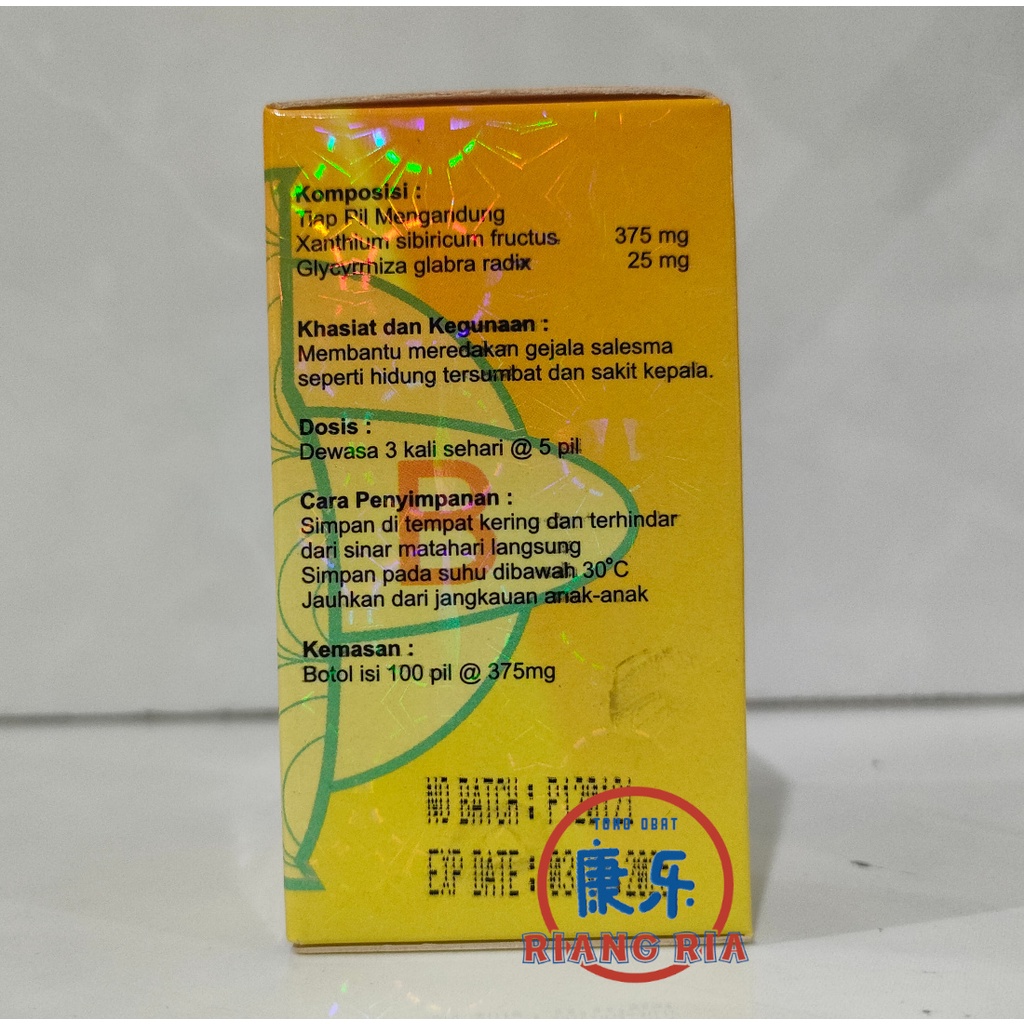 Komposisi :
Tiap Pil Mengandung
Xanthium sibiricum fructus 375 mg
Glycyrrhiza glabra radix 25 mg
Khasiat dan Kegunaan :
Membantu meredakan gejala salesma
seperti hidung tersumbat dan sakit kepala.
Dosis :
Dewasa 3 kali sehari @ 5 pil
B
Cara Penyimpanan :
Simpan di tempat kering dan terhindar
dari sinar matahari langsung
Simpan pada suhu dibawah 30°C
Jauhkan dari jangkauan anak-anak
Kemasan :
Botol isi 100 pil @ 375mg
NO BATCH :
EXP DATE : 03
TOKO OBAT
康乐
RIANG RIA